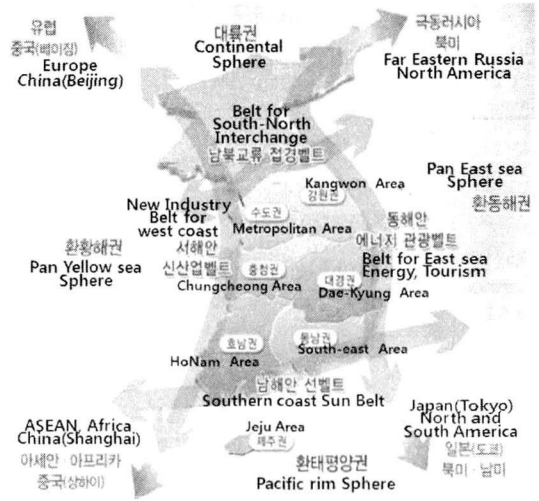 유럽
중국(베이징)
Europe
China(Beijing)
대륙권
Continental
Sphere
극동러시아
북미
Far Eastern Russia
North America
Belt for
South-North
Interchange
남북교류 접경벨트
Pan East sea
Sphere
환동해권
Kangwon Area
강원권
New Industry
Belt for
west coast
서해안
신산업벨트
수도권
Metropolitan Area
동해안
에너지 관광벨트
Belt for East sea
Energy, Tourism
환황해권
Pan Yellow sea
Sphere
충청권
Chungcheong Area
대경권
Dae-Kyung Area
호남권
HoNam Area
동남권
South-east Area
남해안 선벨트
Southern coast Sun Belt
ASEAN, Africa
China(Shanghai)
아세안·아프리카
중국(상하이)
Jeju Area
제주권
환태평양권
Pacific rim Sphere
Japan(Tokyo)
North and
South America
일본(도쿄)
북미·남미